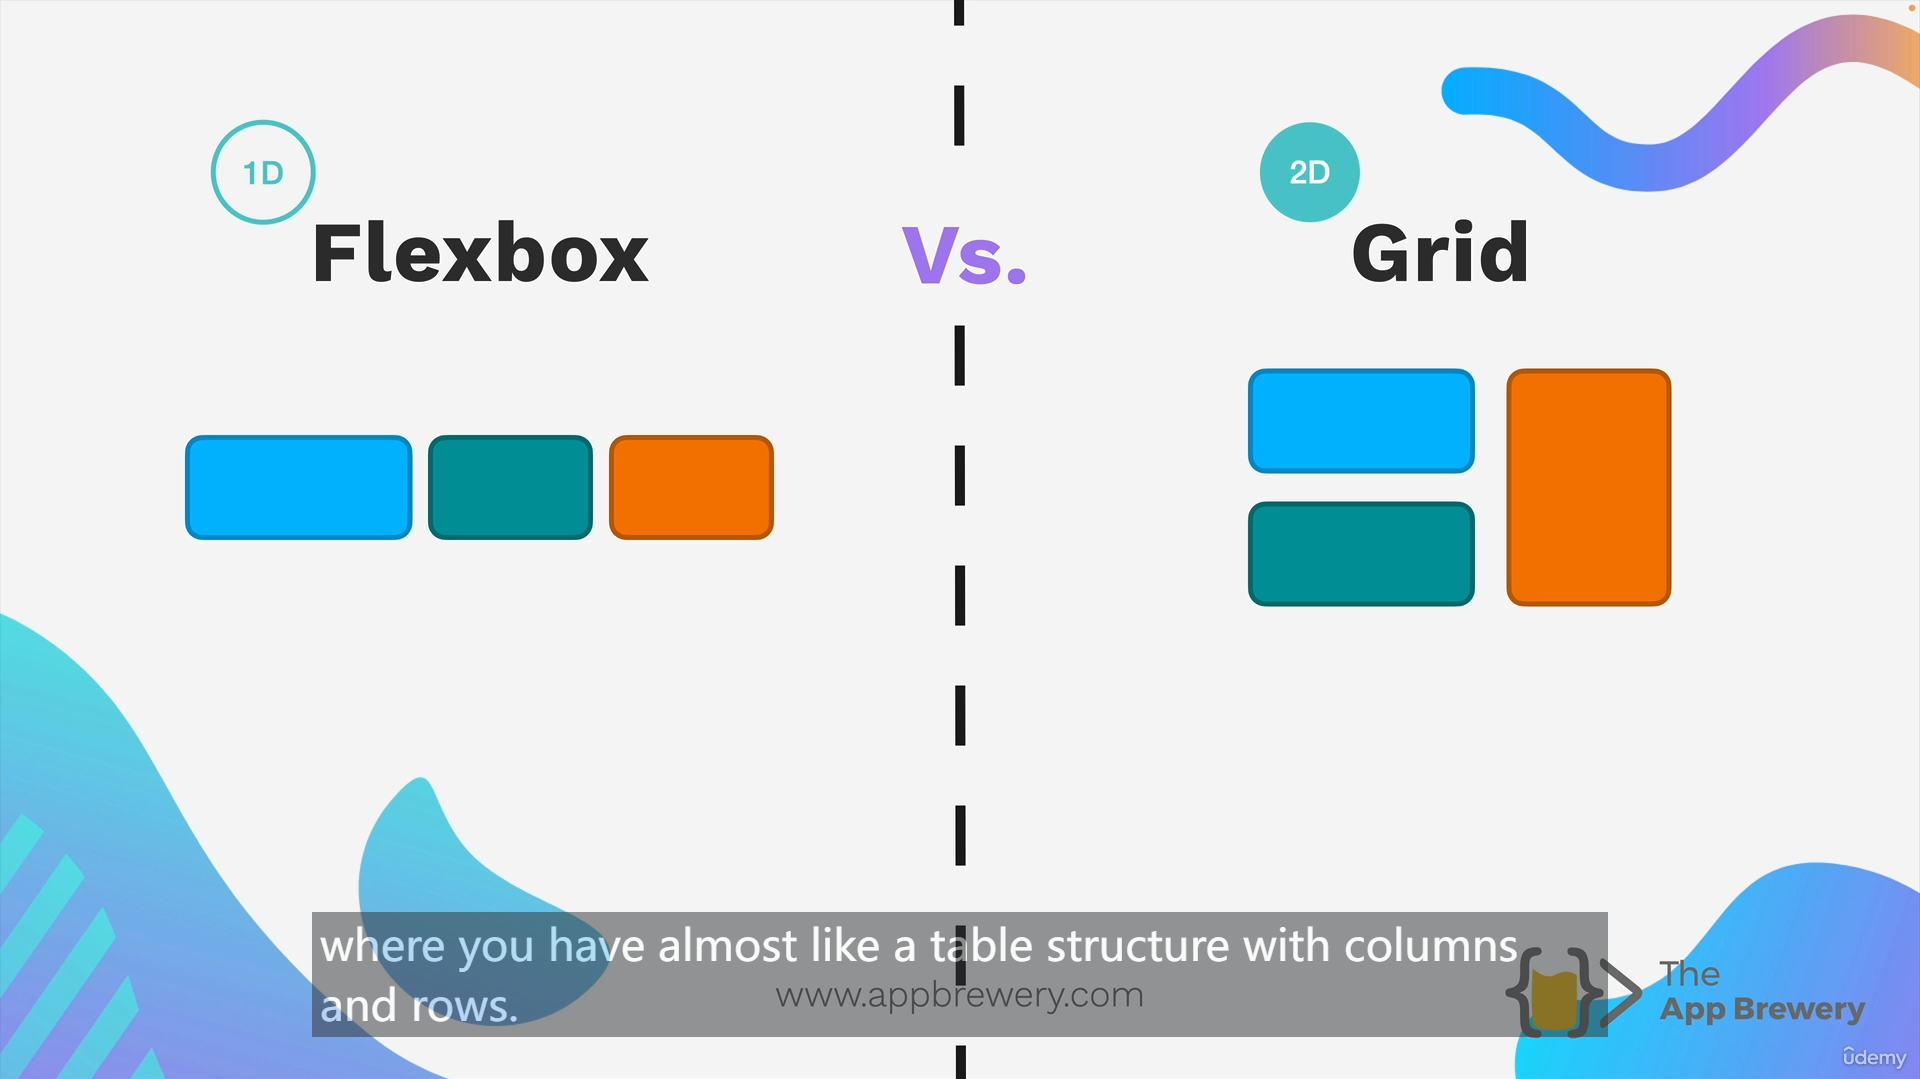 1D
2D
Flexbox
Vs.
Grid
where you have almost like a table structure with columns
and rows.
www.appbrewery.com
The
App Brewery
ûdemy